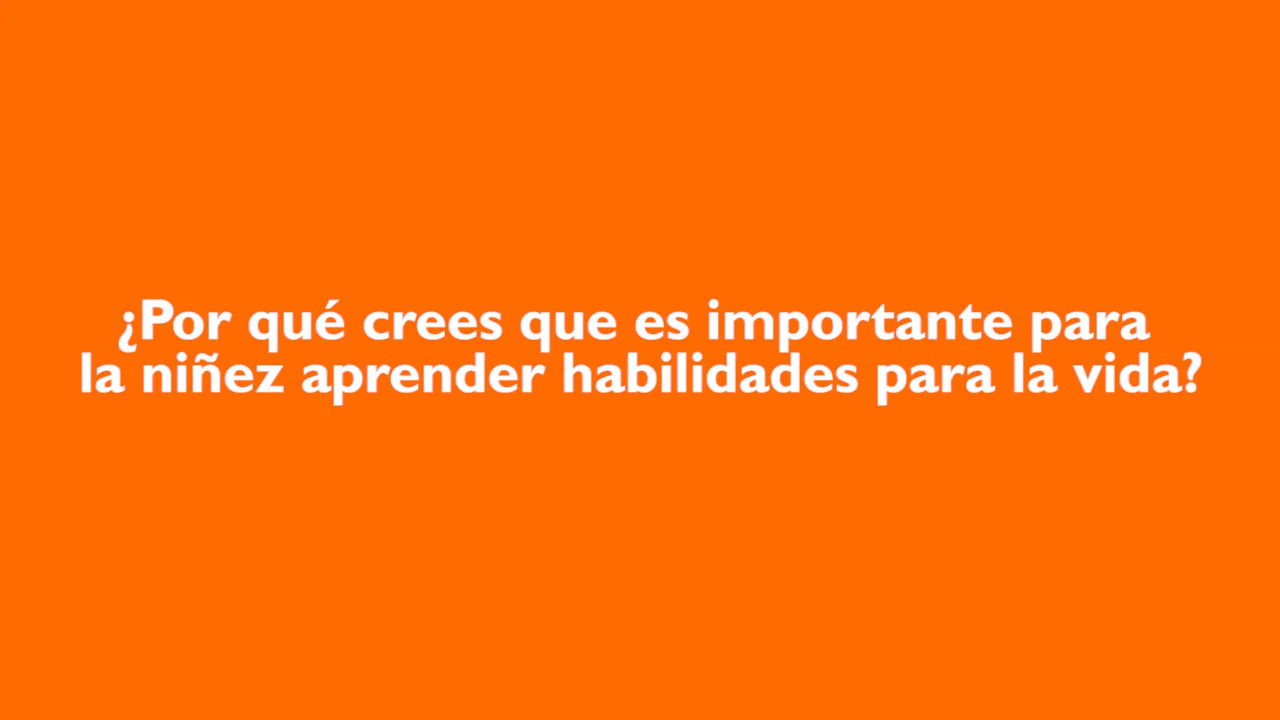 ¿Por qué crees que es importante para
la niñez aprender habilidades para la vida?